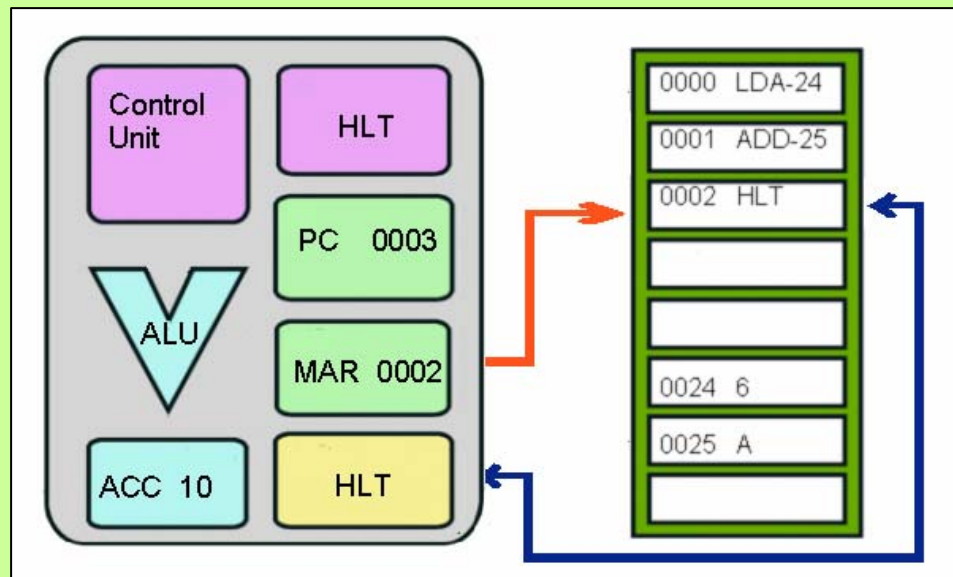 Control
Unit
HLT
PC 0003
ALU
MAR 0002
ACC 10
HLT
0000 LDA-24
0001 ADD-25
0002 HLT
0024 6
0025 A